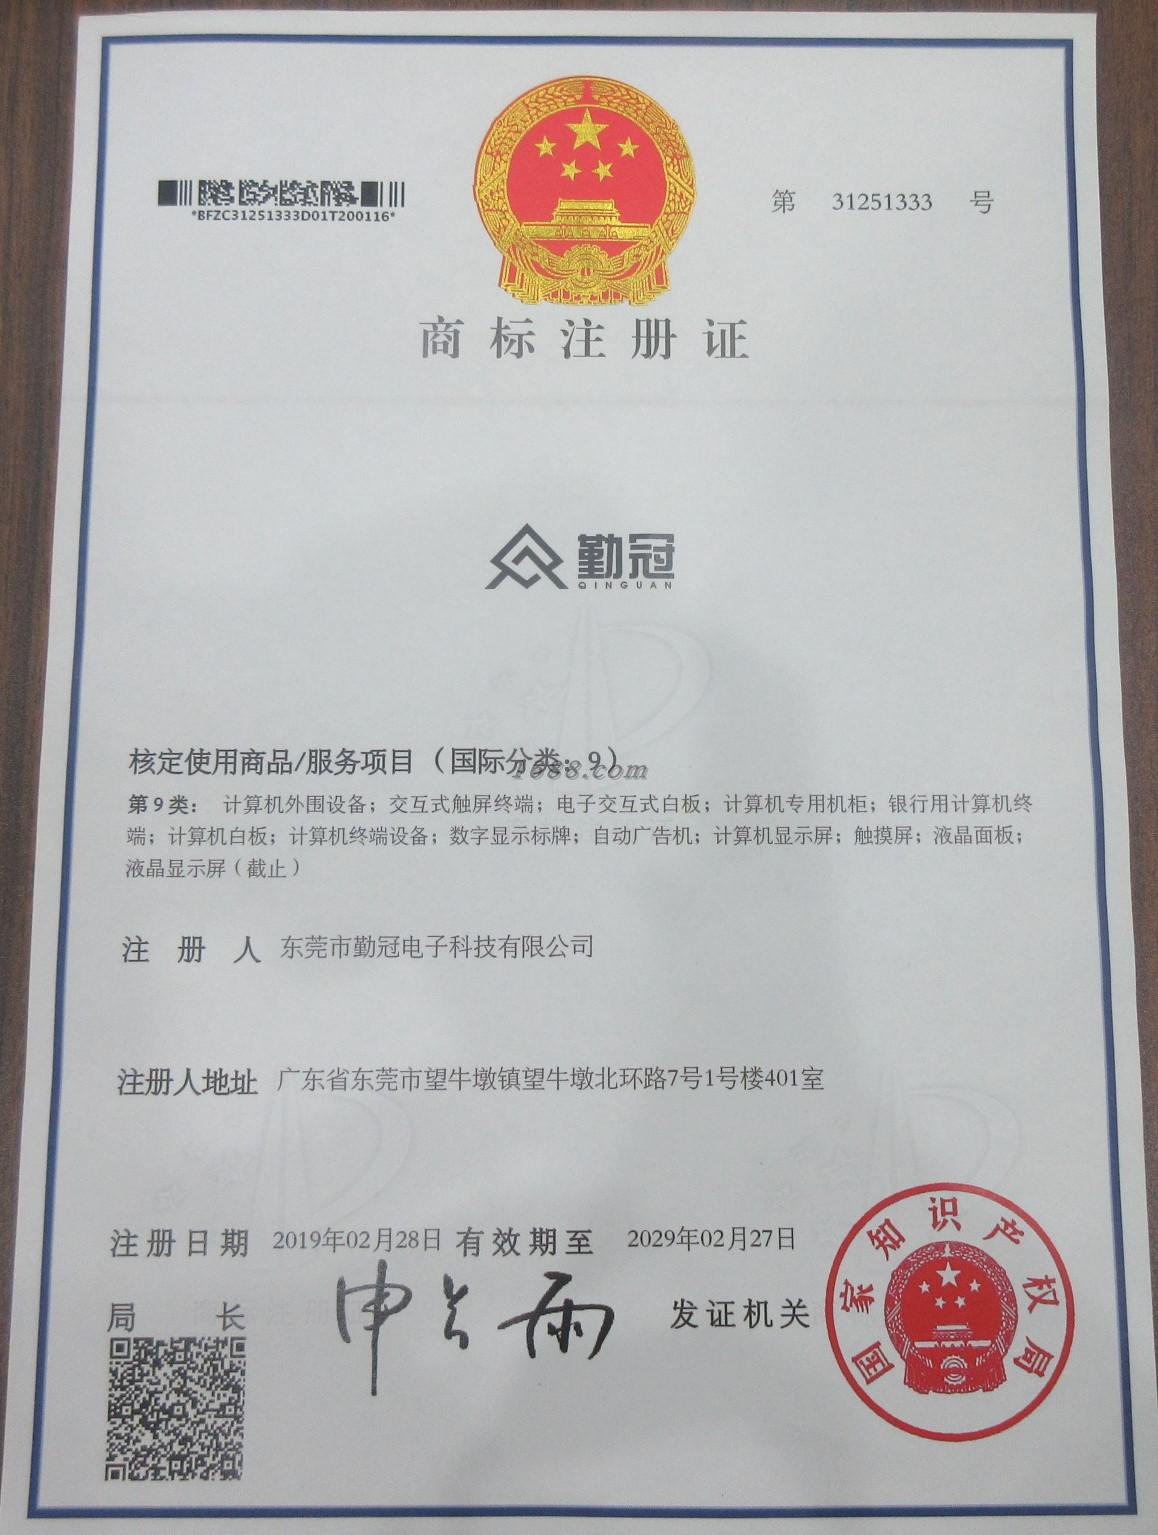 *BFZC31251333D01T200116*
第 31251333 号
商标注册证
勤冠
QINGUAN
核定使用商品/服务项目（国际分类：9）
1688.com
第9类： 计算机外围设备；交互式触屏终端；电子交互式白板；计算机专用机柜；银行用计算机终
端；计算机白板；计算机终端设备；数字显示标牌；自动广告机；计算机显示屏；触摸屏；液晶面板；
液晶显示屏（截止）
注 册 人 东莞市勤冠电子科技有限公司
注册人地址 广东省东莞市望牛墩镇望牛墩北环路7号1号楼401室
注册日期 2019年02月28日 有效期至 2029年02月27日
局 长 申长雨 发证机关
国家知识产权局